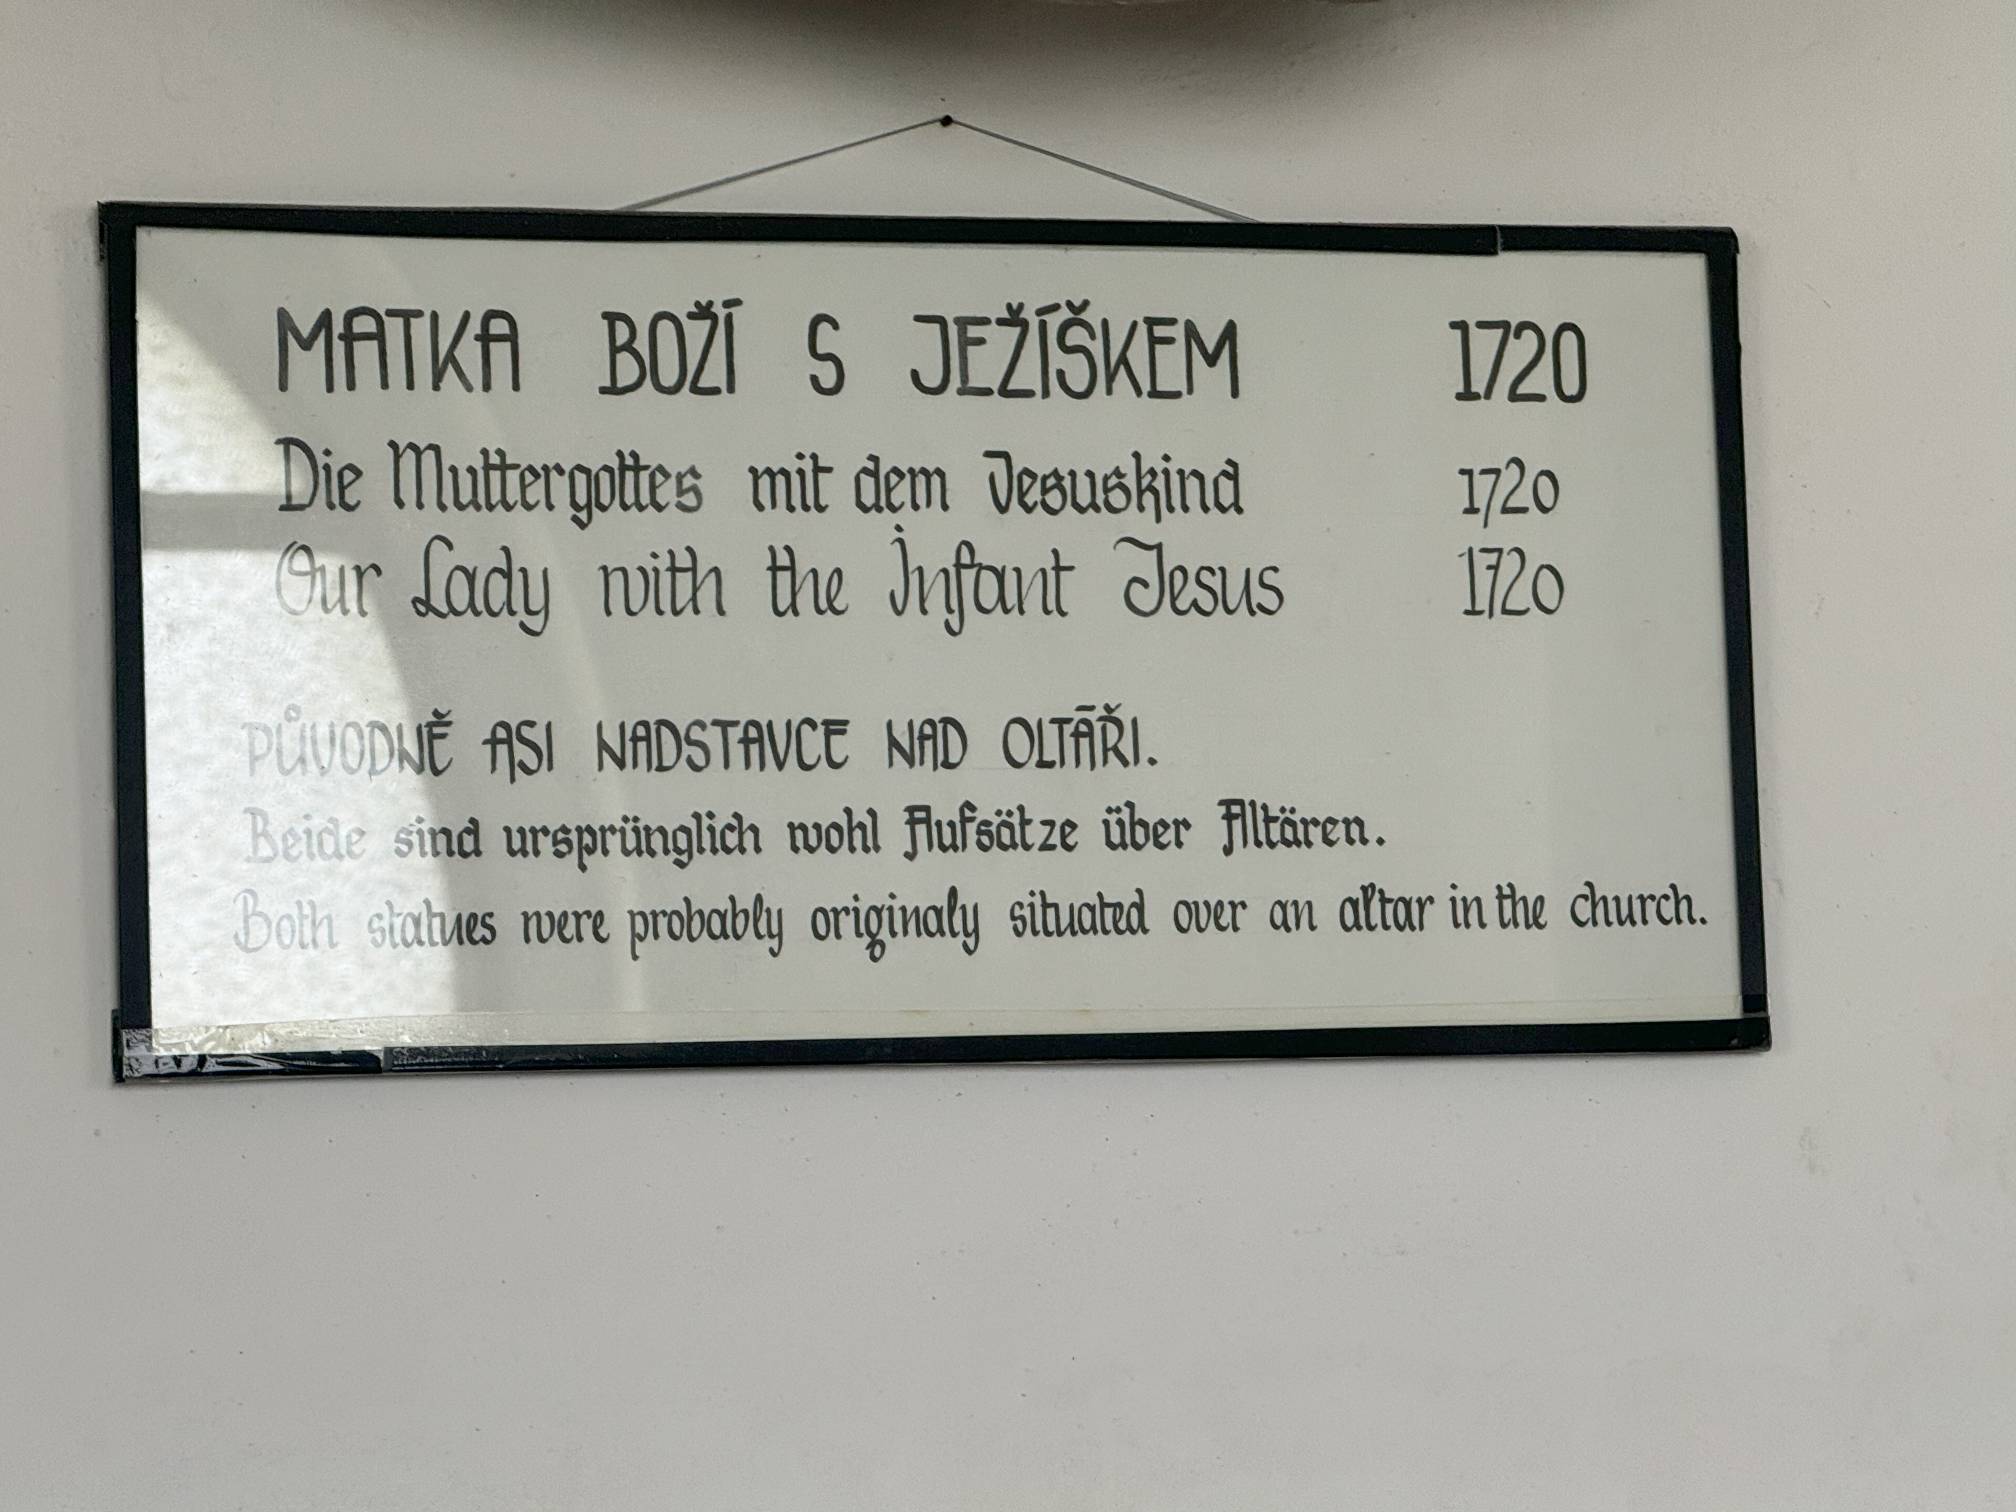 MATKA BOŽÍ S JEŽÍŠKEM 1720
Die Muttergottes mit dem Jesuskind 1720
Our Lady with the Infant Jesus 1720
PŮVODNĚ ASI NADSTAVCE NAD OLTÁŘI.
Beide sind ursprünglich wohl Aufsätze über Altären.
Both statues were probably originaly situated over an altar in the church.